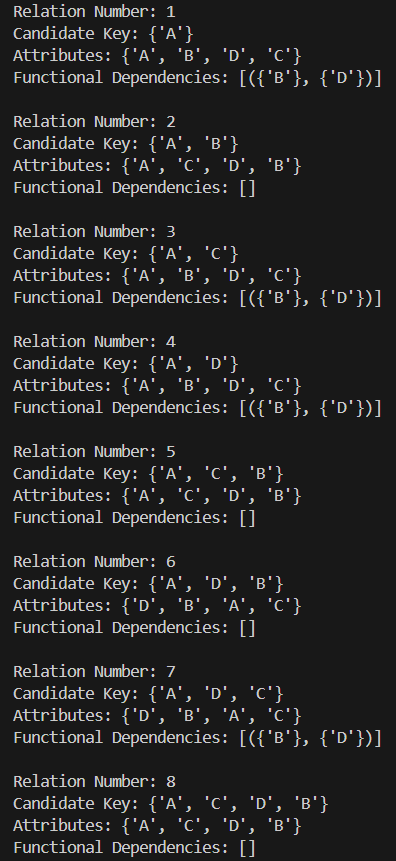 Relation Number: 1
Candidate Key: {'A'}
Attributes: {'A', 'B', 'D', 'C'}
Functional Dependencies: [({'B'}, {'D'})]
Relation Number: 2
Candidate Key: {'A', 'B'}
Attributes: {'A', 'C', 'D', 'B'}
Functional Dependencies: []
Relation Number: 3
Candidate Key: {'A', 'C'}
Attributes: {'A', 'B', 'D', 'C'}
Functional Dependencies: [({'B'}, {'D'})]
Relation Number: 4
Candidate Key: {'A', 'D'}
Attributes: {'A', 'B', 'D', 'C'}
Functional Dependencies: [({'B'}, {'D'})]
Relation Number: 5
Candidate Key: {'A', 'C', 'B'}
Attributes: {'A', 'C', 'D', 'B'}
Functional Dependencies: []
Relation Number: 6
Candidate Key: {'A', 'D', 'B'}
Attributes: {'D', 'B', 'A', 'C'}
Functional Dependencies: []
Relation Number: 7
Candidate Key: {'A', 'D', 'C'}
Attributes: {'D', 'B', 'A', 'C'}
Functional Dependencies: [({'B'}, {'D'})]
Relation Number: 8
Candidate Key: {'A', 'C', 'D', 'B'}
Attributes: {'A', 'C', 'D', 'B'}
Functional Dependencies: []